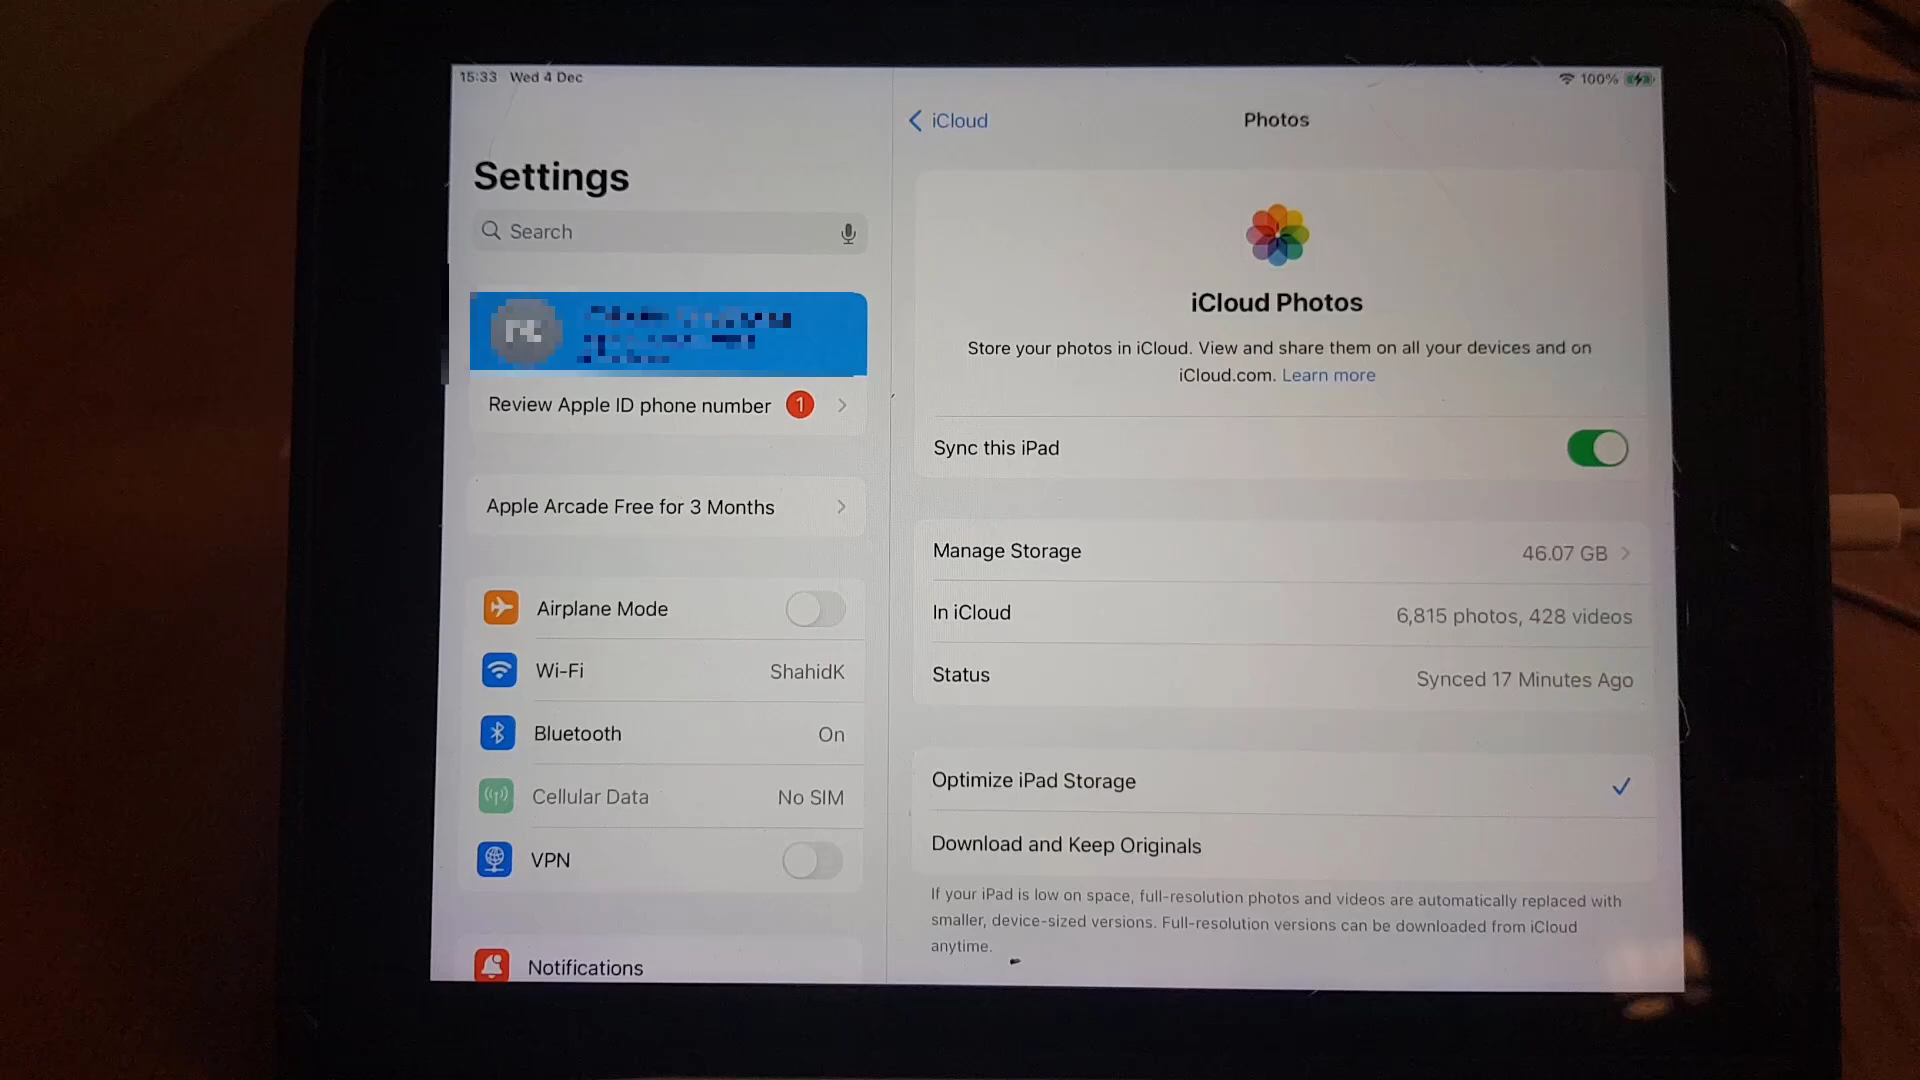 15:33 Wed 4 Dec
100%
Settings
Search
Review Apple ID phone number 1
Apple Arcade Free for 3 Months
Airplane Mode
Wi-Fi ShahidK
Bluetooth On
Cellular Data No SIM
VPN
Notifications
iCloud
Photos
iCloud Photos
Store your photos in iCloud. View and share them on all your devices and on
iCloud.com. Learn more
Sync this iPad
Manage Storage 46.07 GB
In iCloud 6,815 photos, 428 videos
Status Synced 17 Minutes Ago
Optimize iPad Storage
Download and Keep Originals
If your iPad is low on space, full-resolution photos and videos are automatically replaced with
smaller, device-sized versions. Full-resolution versions can be downloaded from iCloud
anytime.